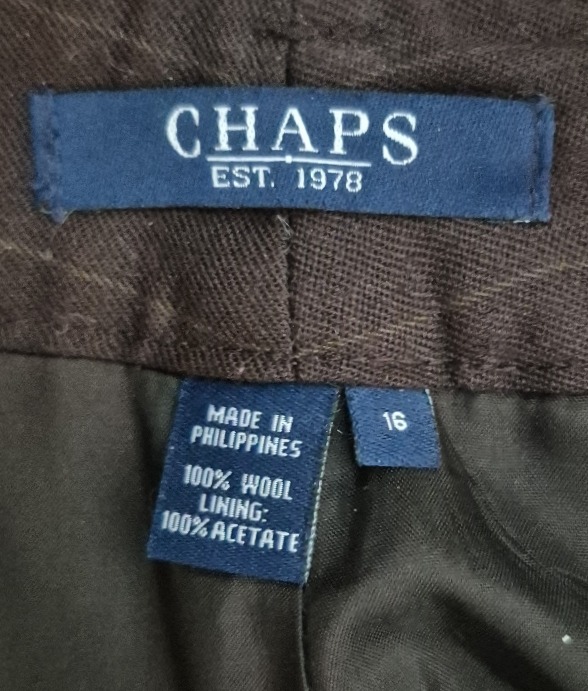 CHAPS
EST. 1978
MADE IN
PHILIPPINES
100% WOOL
LINING:
100% ACETATE
16